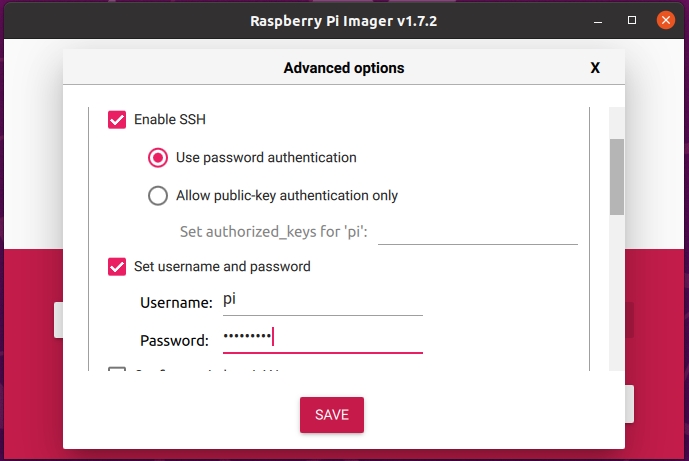 Raspberry Pi Imager v1.7.2
Advanced options
X
Enable SSH
Use password authentication
Allow public-key authentication only
Set authorized_keys for 'pi':
Set username and password
Username: pi
Password: •••••••••
SAVE